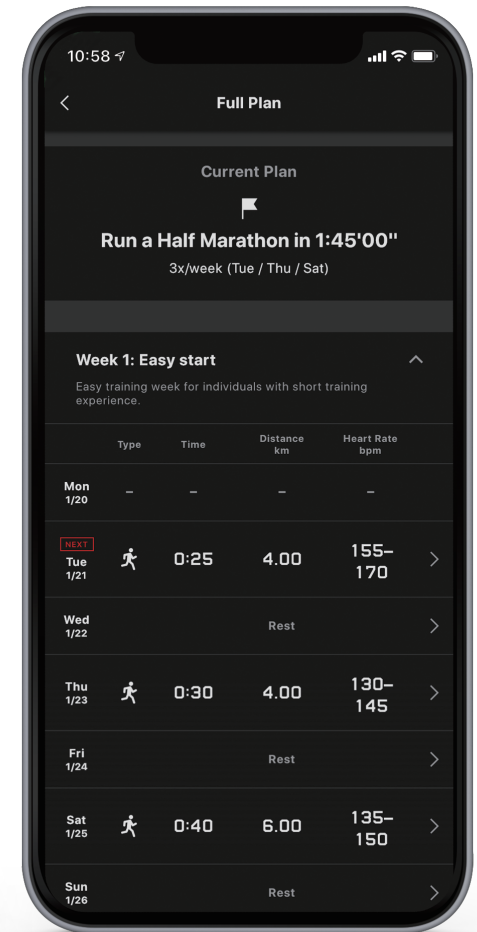 10:58
Full Plan
Current Plan
Run a Half Marathon in 1:45'00"
3x/week (Tue / Thu / Sat)
Week 1: Easy start
Easy training week for individuals with short training
experience.
Type Time Distance km Heart Rate bpm
Mon 1/20 – – – –
NEXT
Tue 1/21 0:25 4.00 155–170
Wed 1/22 Rest
Thu 1/23 0:30 4.00 130–145
Fri 1/24 Rest
Sat 1/25 0:40 6.00 135–150
Sun 1/26 Rest